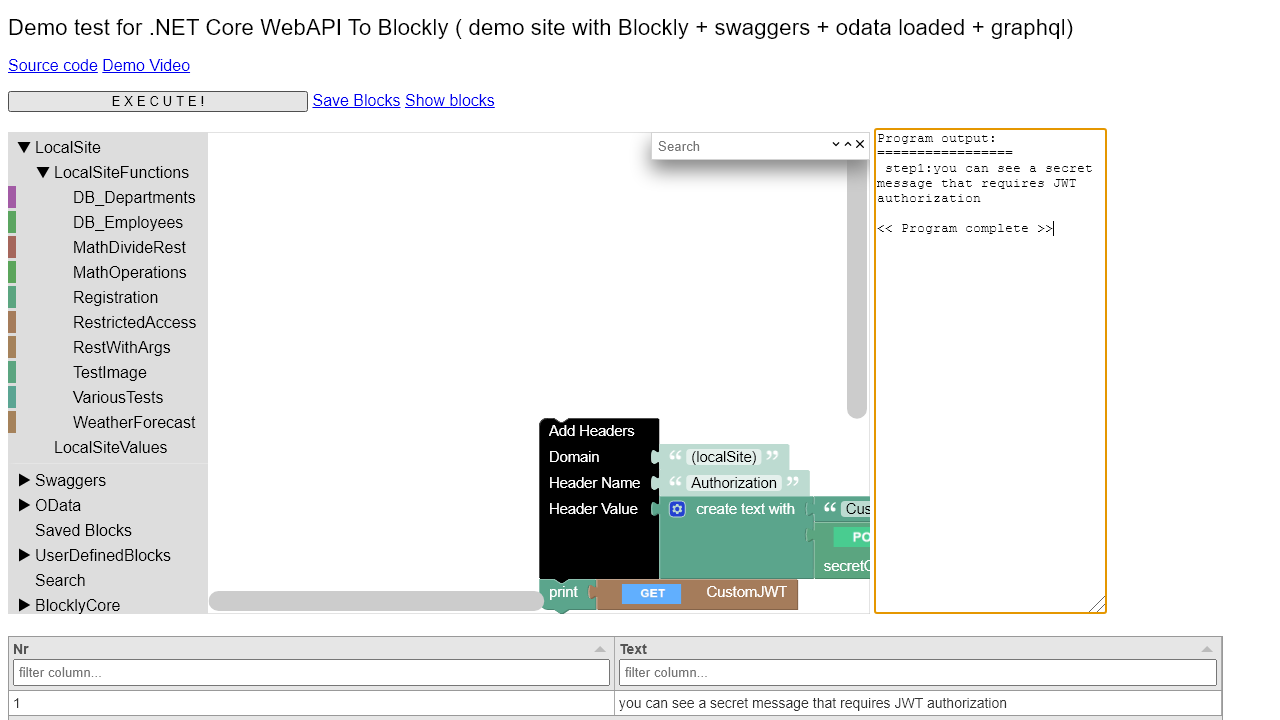 Demo test for .NET Core WebAPI To Blockly ( demo site with Blockly + swaggers + odata loaded + graphql)
Source code Demo Video
E X E C U T E ! Save Blocks Show blocks
LocalSite
LocalSiteFunctions
DB_Departments
DB_Employees
MathDivideRest
MathOperations
Registration
RestrictedAccess
RestWithArgs
TestImage
VariousTests
WeatherForecast
LocalSiteValues
Swaggers
OData
Saved Blocks
UserDefinedBlocks
Search
BlocklyCore
Search
Add Headers
Domain “ (localSite) ”
Header Name “ Authorization ”
Header Value create text with “ Cus
PO
secretC
print GET CustomJWT
Program output:
=================
step1:you can see a secret
message that requires JWT
authorization
<< Program complete >>
Nr Text
filter column... filter column...
1 you can see a secret message that requires JWT authorization